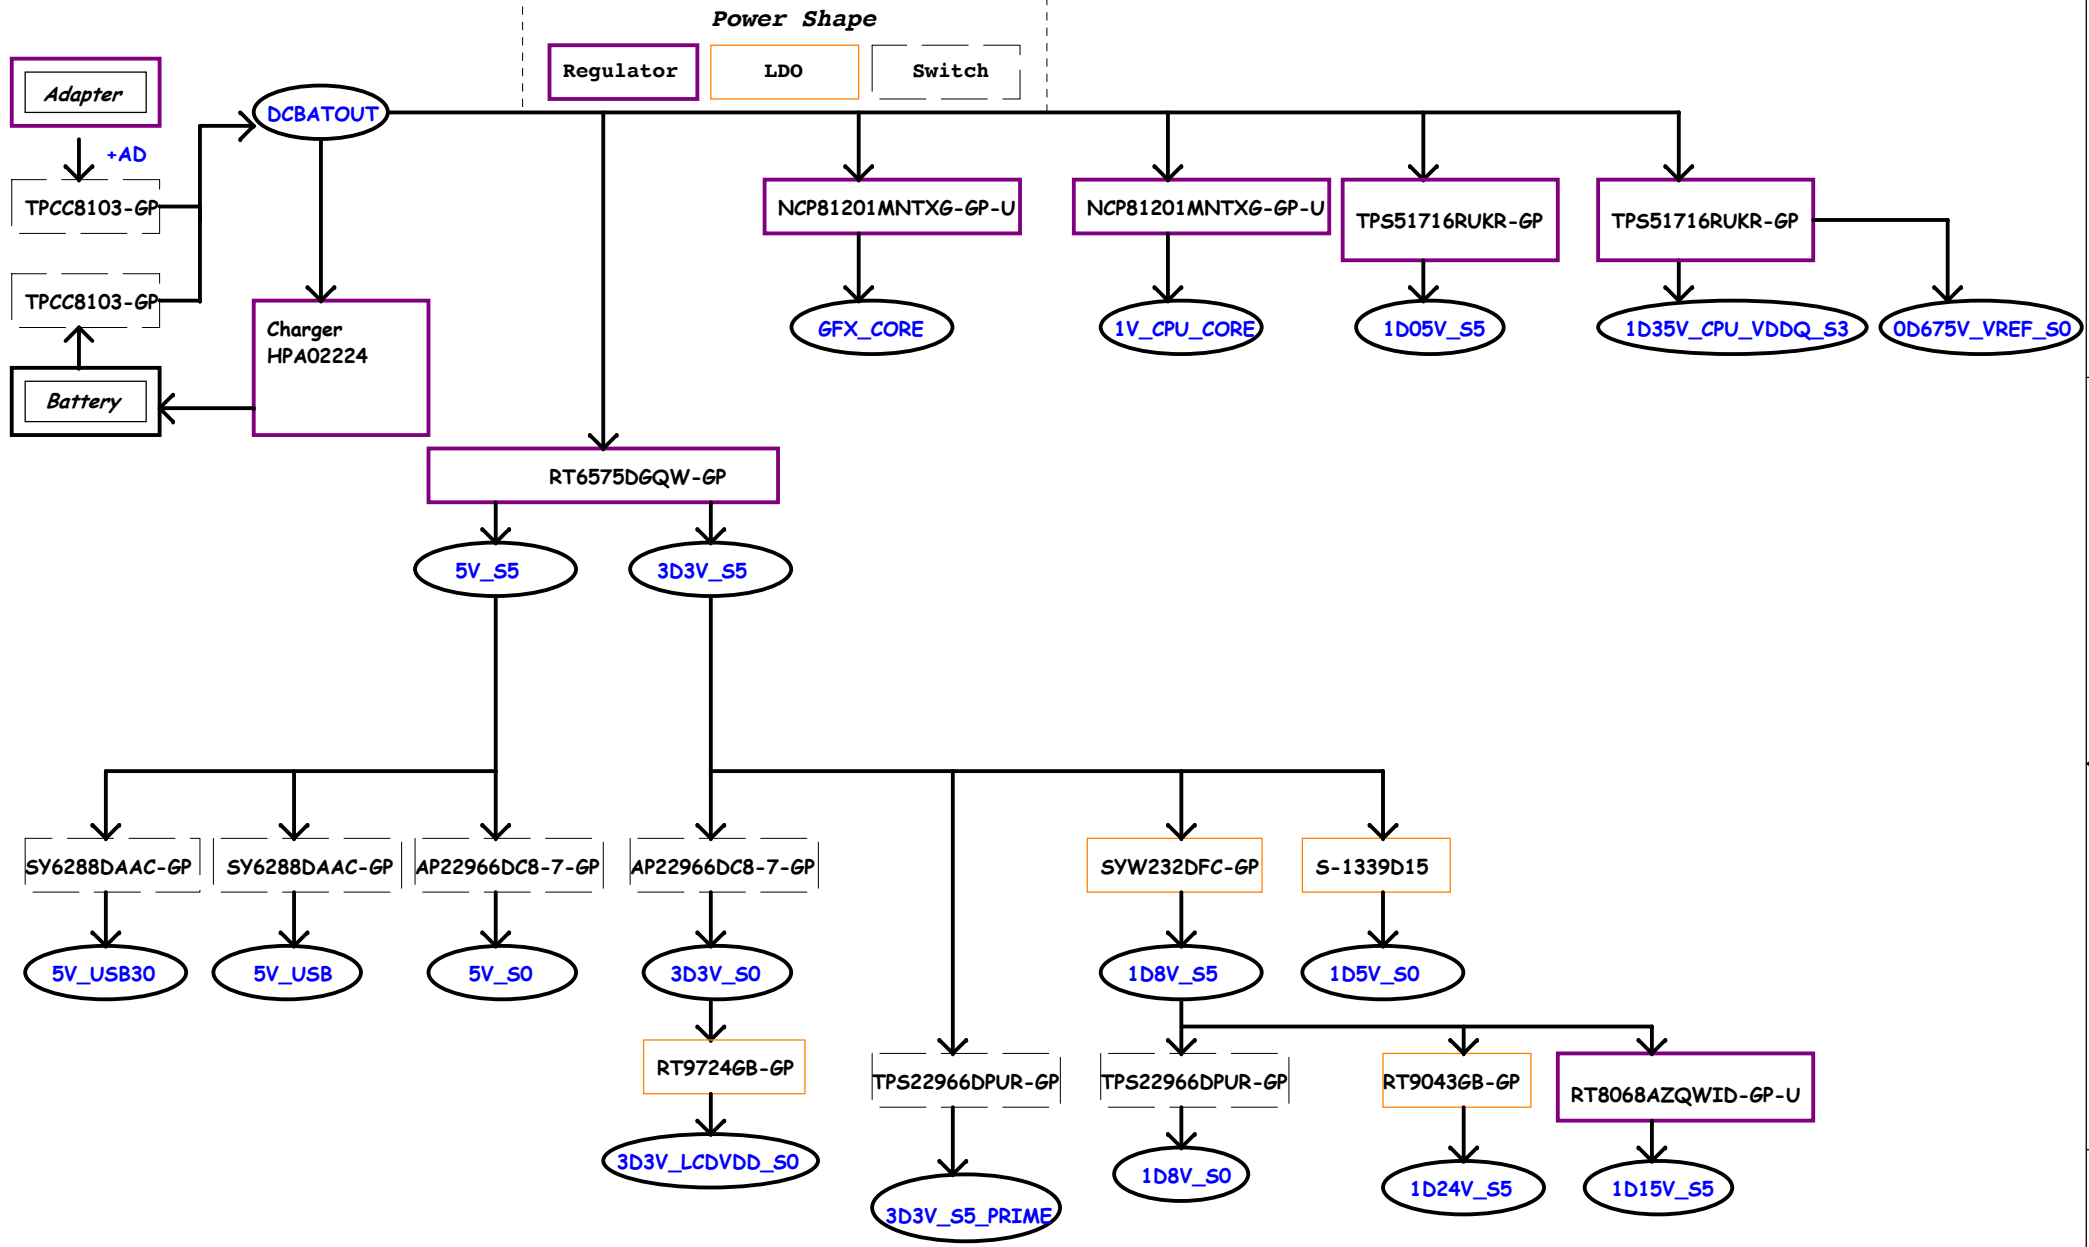 Power Shape
Regulator
LDO
Switch
Adapter
DCBATOUT
+AD
TPCC8103-GP
NCP81201MNTXG-GP-U
NCP81201MNTXG-GP-U
TPS51716RUKR-GP
TPS51716RUKR-GP
TPCC8103-GP
Charger
HPA02224
GFX_CORE
1V_CPU_CORE
1D05V_S5
1D35V_CPU_VDDQ_S3
0D675V_VREF_S0
Battery
RT6575DGQW-GP
5V_S5
3D3V_S5
SY6288DAAC-GP
SY6288DAAC-GP
AP22966DC8-7-GP
AP22966DC8-7-GP
SYW232DFC-GP
S-1339D15
5V_USB30
5V_USB
5V_S0
3D3V_S0
1D8V_S5
1D5V_S0
RT9724GB-GP
TPS22966DPUR-GP
TPS22966DPUR-GP
RT9043GB-GP
RT8068AZQWID-GP-U
3D3V_LCDVDD_S0
3D3V_S5_PRIME
1D8V_S0
1D24V_S5
1D15V_S5